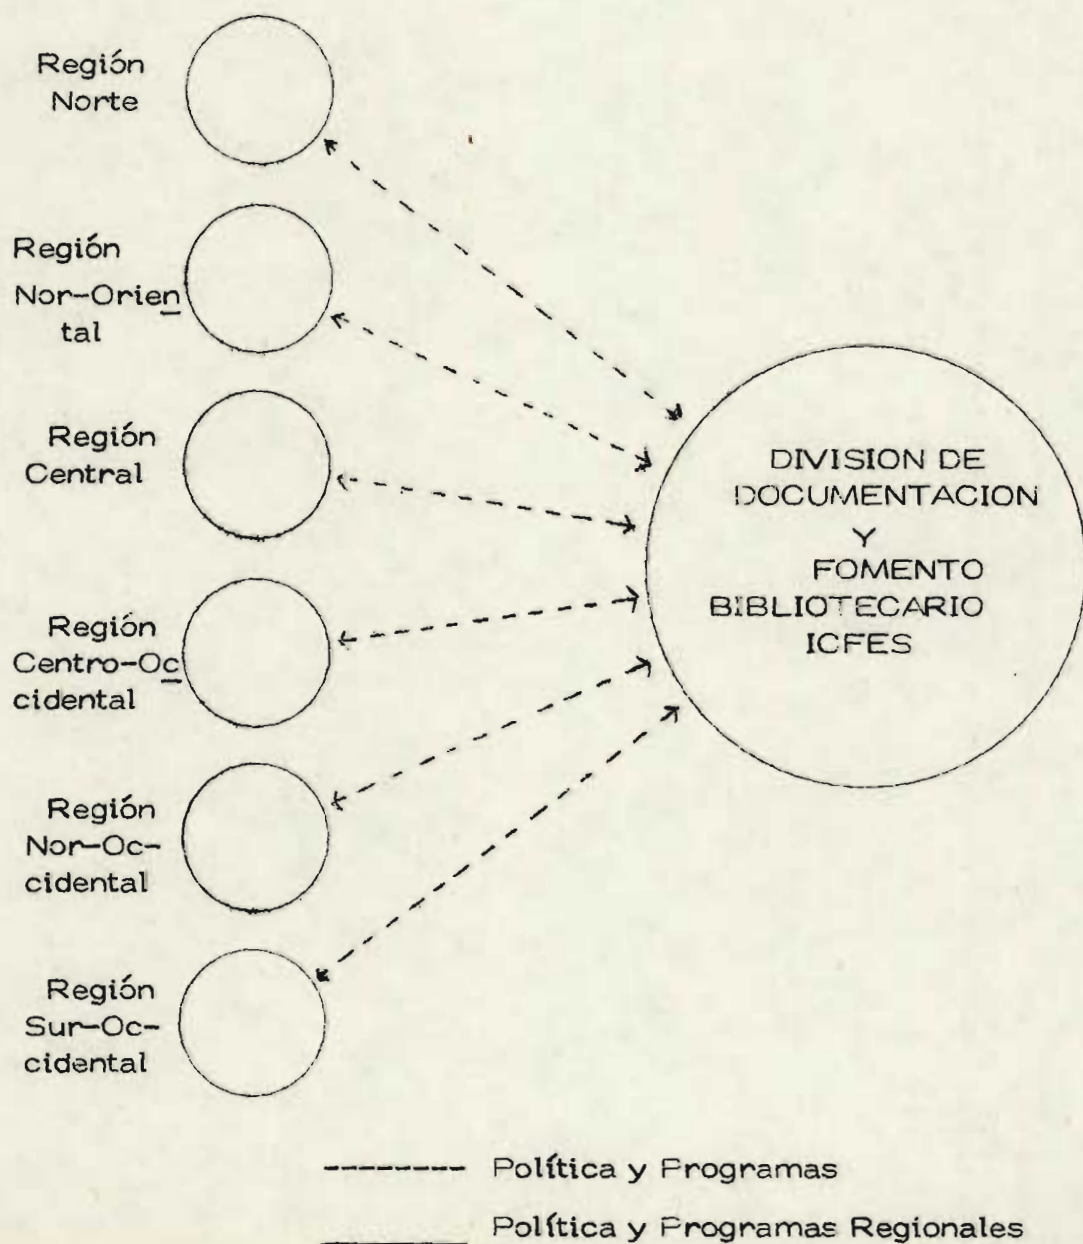 Región
Norte
Región
Nor-Orien
tal
Región
Central
Región
Centro-Oc
cidental
Región
Nor-Oc-
cidental
Región
Sur-Oc-
cidental
DIVISION DE
DOCUMENTACION
Y
FOMENTO
BIBLIOTECARIO
ICFES
Política y Programas
Política y Programas Regionales